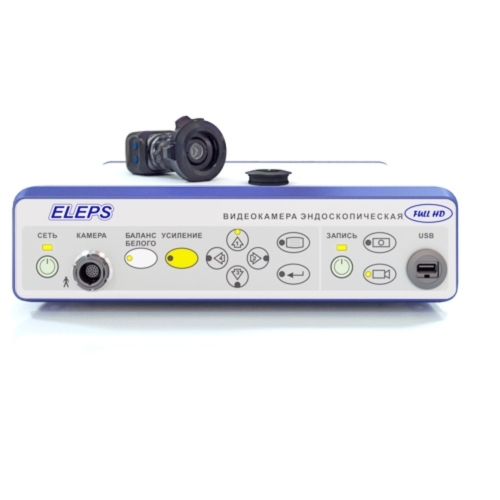 ELEPS
ВИДЕОКАМЕРА ЭНДОСКОПИЧЕСКАЯ
FULL HD
СЕТЬ
КАМЕРА
БАЛАНС
БЕЛОГО
УСИЛЕНИЕ
ЗАПИСЬ
USB